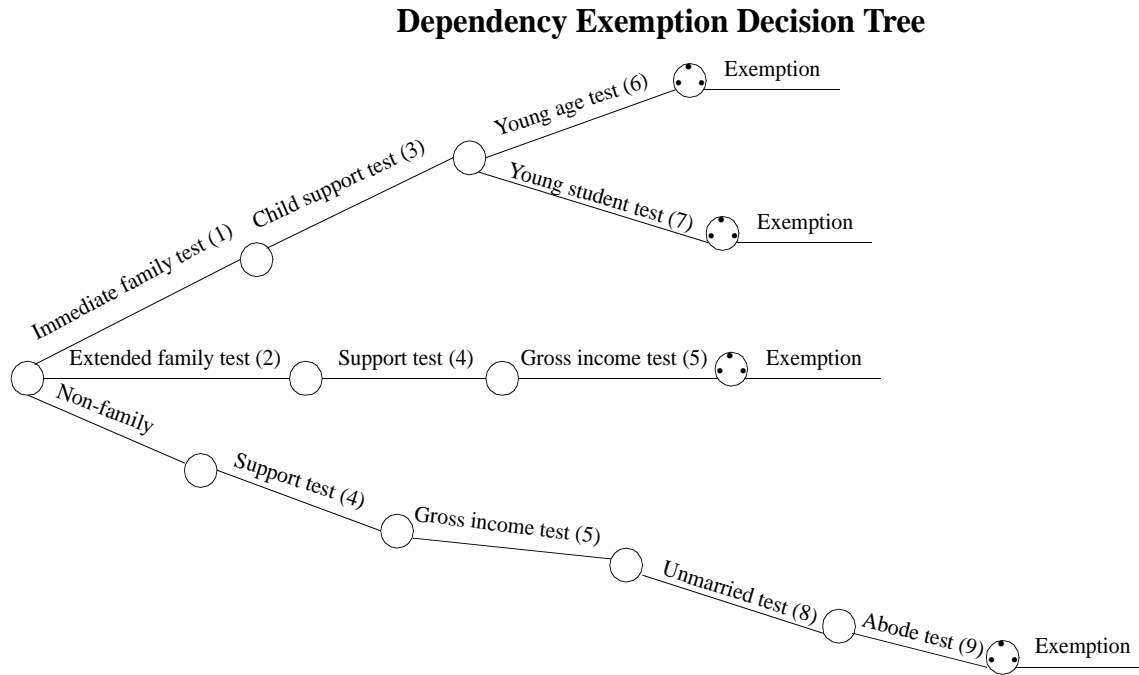 Dependency Exemption Decision Tree
Young age test (6)
Exemption
Child support test (3)
Young student test (7)
Exemption
Immediate family test (1)
Extended family test (2)
Support test (4)
Gross income test (5)
Exemption
Non-family
Support test (4)
Gross income test (5)
Unmarried test (8)
Abode test (9)
Exemption